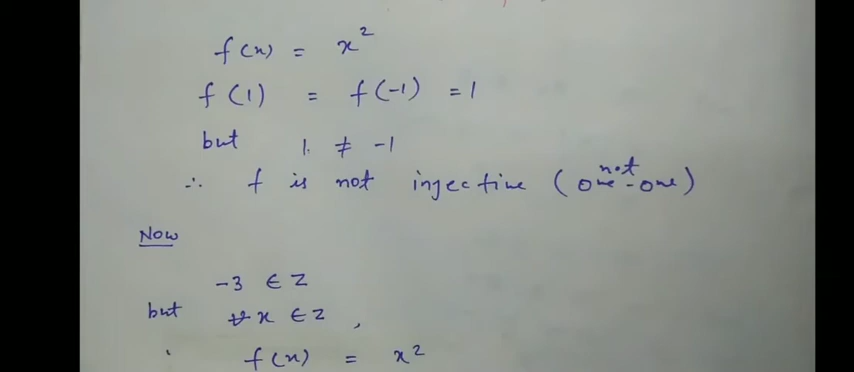 f(x) = x²
f(1) = f(-1) = 1
but 1 ≠ -1
∴ f is not injective (not one-one)
Now
-3 ∈ Z
but ∀ x ∈ Z,
f(x) = x²